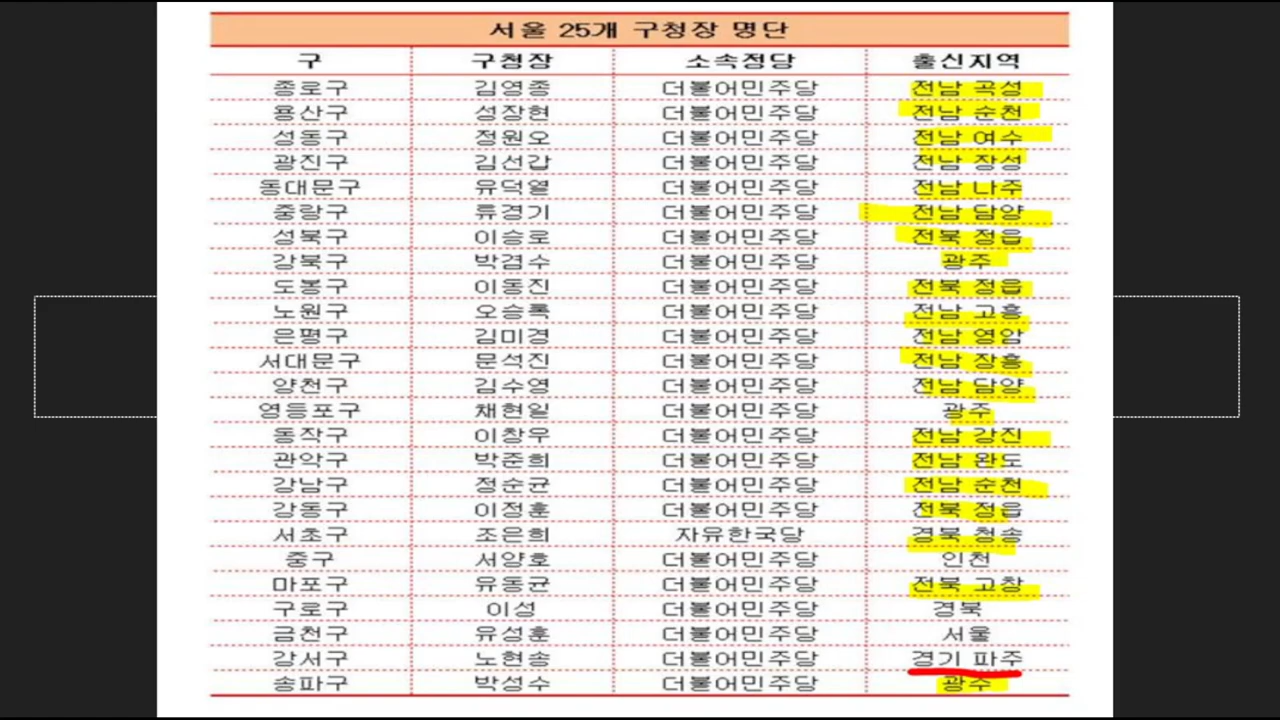 서울 25개 구청장 명단
구 구청장 소속정당 출신지역
종로구 김영종 더불어민주당 전남 곡성
용산구 성장현 더불어민주당 전남 순천
성동구 정원오 더불어민주당 전남 여수
광진구 김선갑 더불어민주당 전남 장성
동대문구 유덕열 더불어민주당 전남 나주
중랑구 류경기 더불어민주당 전남 담양
성북구 이승로 더불어민주당 전북 정읍
강북구 박겸수 더불어민주당 광주
도봉구 이동진 더불어민주당 전북 정읍
노원구 오승록 더불어민주당 전남 고흥
은평구 김미경 더불어민주당 전남 영암
서대문구 문석진 더불어민주당 전남 장흥
양천구 김수영 더불어민주당 전남 담양
영등포구 채현일 더불어민주당 광주
동작구 이창우 더불어민주당 전남 강진
관악구 박준희 더불어민주당 전남 완도
강남구 정순균 더불어민주당 전남 순천
강동구 이정훈 더불어민주당 전북 정읍
서초구 조은희 자유한국당 경북 청송
중구 서양호 더불어민주당 인천
마포구 유동균 더불어민주당 전북 고창
구로구 이성 더불어민주당 경북
금천구 유성훈 더불어민주당 서울
강서구 노현송 더불어민주당 경기 파주
송파구 박성수 더불어민주당 광주